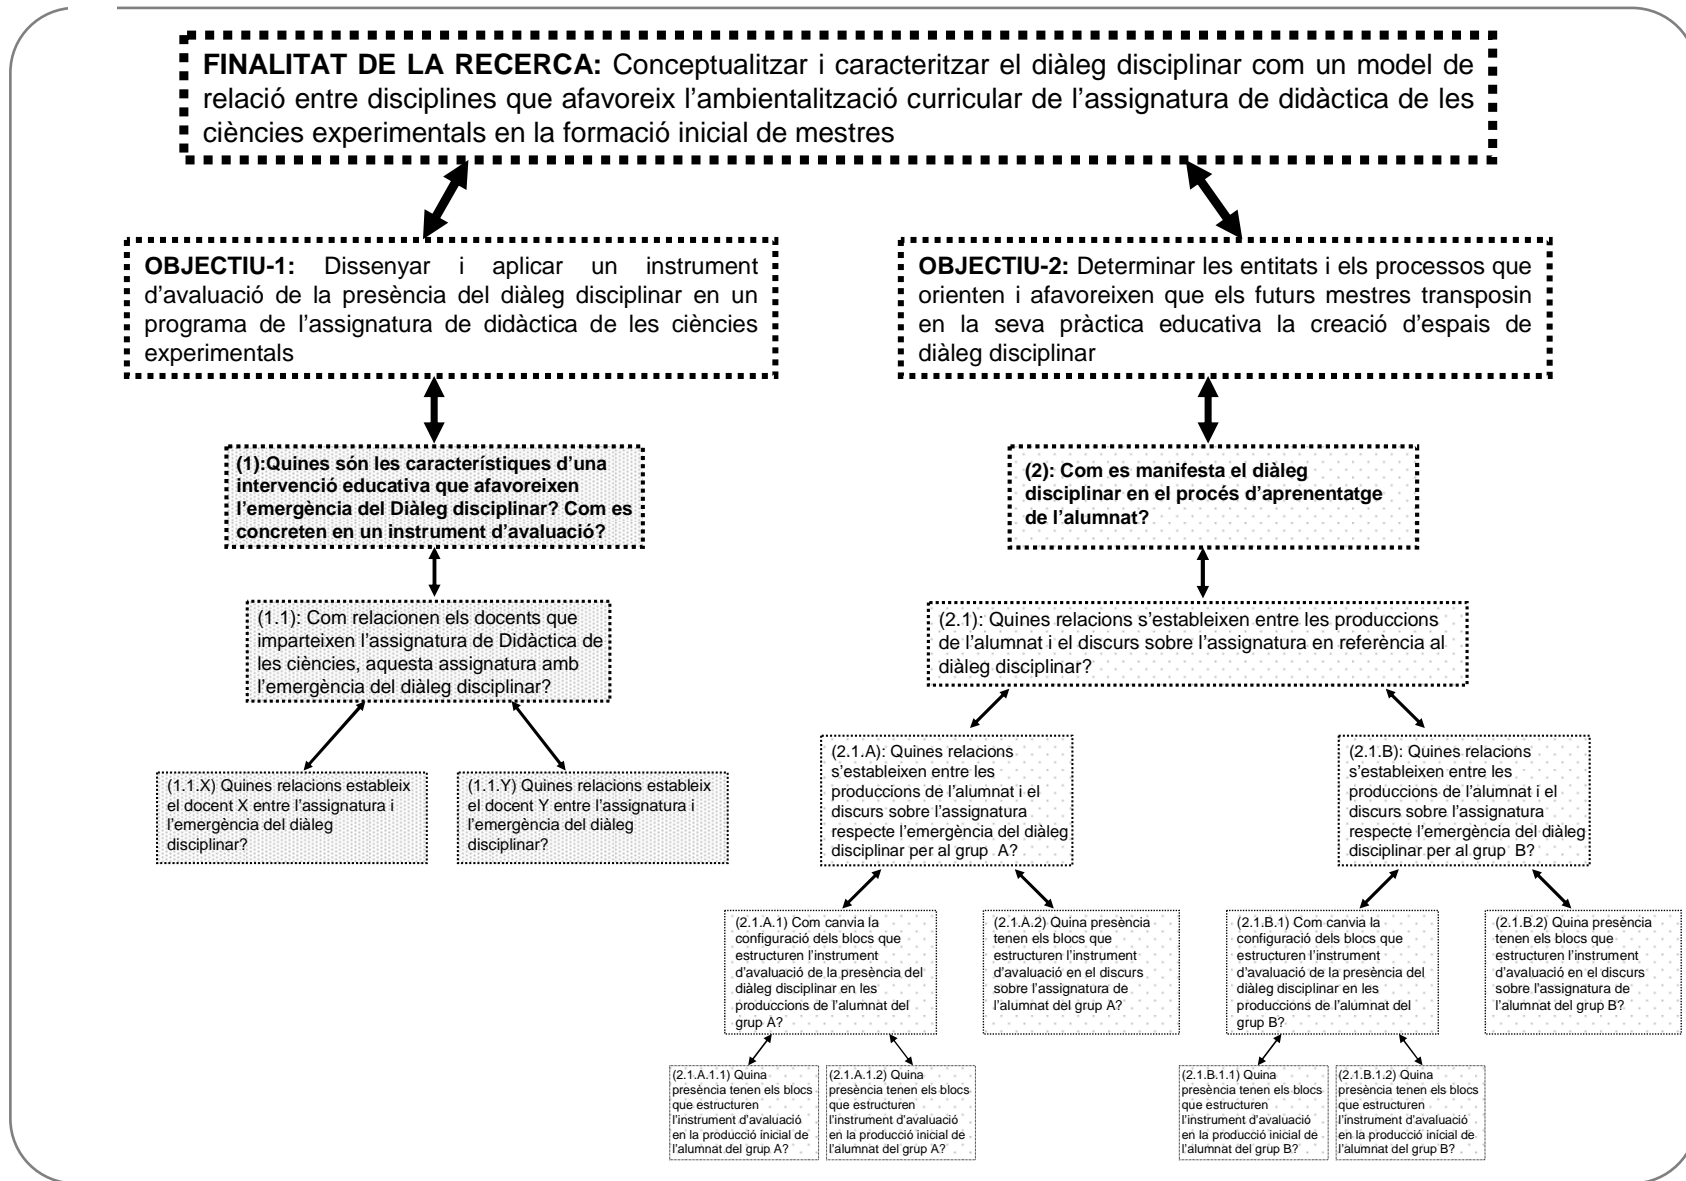 FINALITAT DE LA RECERCA: Conceptualitzar i caracteritzar el diàleg disciplinar com un model de
relació entre disciplines que afavoreix l’ambientalització curricular de l’assignatura de didàctica de les
ciències experimentals en la formació inicial de mestres
OBJECTIU-1: Dissenyar i aplicar un instrument
d’avaluació de la presència del diàleg disciplinar en un
programa de l’assignatura de didàctica de les ciències
experimentals
OBJECTIU-2: Determinar les entitats i els processos que
orienten i afavoreixen que els futurs mestres transposin
en la seva pràctica educativa la creació d’espais de
diàleg disciplinar
(1):Quines són les característiques d’una
intervenció educativa que afavoreixen
l’emergència del Diàleg disciplinar? Com es
concreten en un instrument d’avaluació?
(2): Com es manifesta el diàleg
disciplinar en el procés d’aprenentatge
de l’alumnat?
(1.1): Com relacionen els docents que
imparteixen l’assignatura de Didàctica de
les ciències, aquesta assignatura amb
l’emergència del diàleg disciplinar?
(2.1): Quines relacions s’estableixen entre les produccions
de l’alumnat i el discurs sobre l’assignatura en referència al
diàleg disciplinar?
(1.1.X) Quines relacions estableix
el docent X entre l’assignatura i
l’emergència del diàleg
disciplinar?
(1.1.Y) Quines relacions estableix
el docent Y entre l’assignatura i
l’emergència del diàleg
disciplinar?
(2.1.A): Quines relacions
s’estableixen entre les
produccions de l’alumnat i el
discurs sobre l’assignatura
respecte l’emergència del diàleg
disciplinar per al grup A?
(2.1.B): Quines relacions
s’estableixen entre les
produccions de l’alumnat i el
discurs sobre l’assignatura
respecte l’emergència del diàleg
disciplinar per al grup B?
(2.1.A.1) Com canvia la
configuració dels blocs que
estructuren l’instrument
d’avaluació de la presència del
diàleg disciplinar en les
produccions de l’alumnat del
grup A?
(2.1.A.2) Quina presència
tenen els blocs que
estructuren l’instrument
d’avaluació en el discurs
sobre l’assignatura de
l’alumnat del grup A?
(2.1.B.1) Com canvia la
configuració dels blocs que
estructuren l’instrument
d’avaluació de la presència del
diàleg disciplinar en les
produccions de l’alumnat del
grup B?
(2.1.B.2) Quina presència
tenen els blocs que
estructuren l’instrument
d’avaluació en el discurs
sobre l’assignatura de
l’alumnat del grup B?
(2.1.A.1.1) Quina
presència tenen els blocs
que estructuren
l’instrument d’avaluació
en la producció inicial de
l’alumnat del grup A?
(2.1.A.1.2) Quina
presència tenen els blocs
que estructuren
l’instrument d’avaluació
en la producció inicial de
l’alumnat del grup A?
(2.1.B.1.1) Quina
presència tenen els blocs
que estructuren
l’instrument d’avaluació
en la producció inicial de
l’alumnat del grup B?
(2.1.B.1.2) Quina
presència tenen els blocs
que estructuren
l’instrument d’avaluació
en la producció inicial de
l’alumnat del grup B?